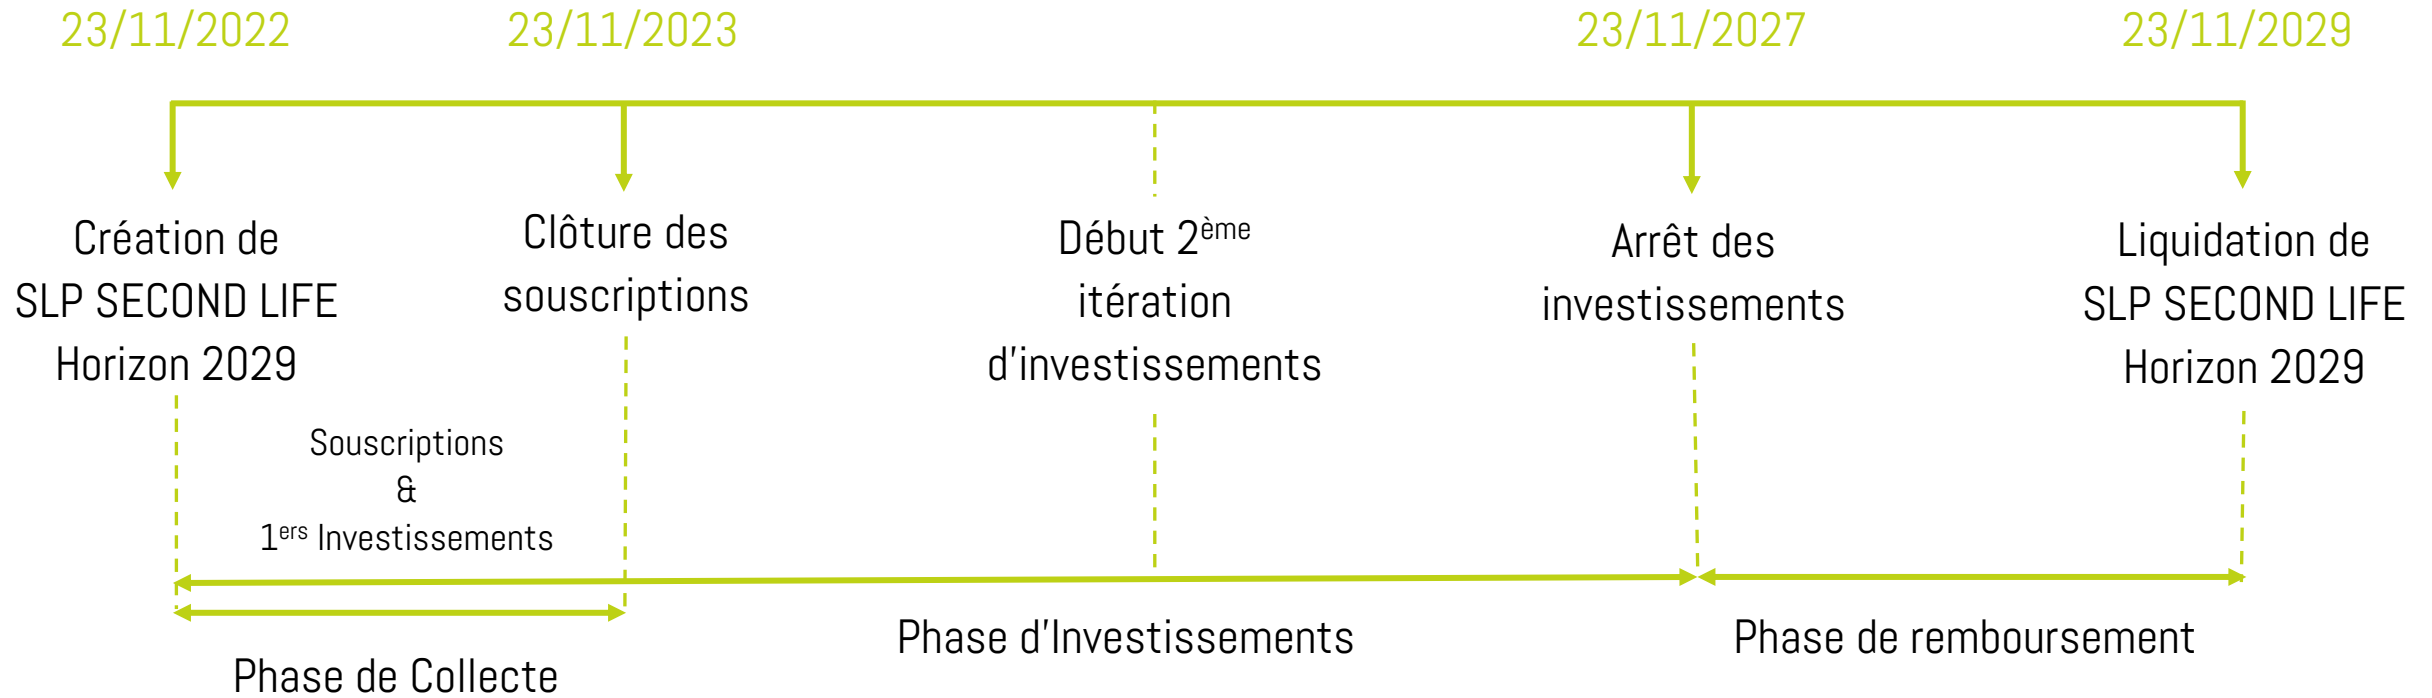 23/11/2022
23/11/2023
23/11/2027
23/11/2029
Création de
SLP SECOND LIFE
Horizon 2029
Clôture des
souscriptions
Début 2ème
itération
d'investissements
Arrêt des
investissements
Liquidation de
SLP SECOND LIFE
Horizon 2029
Souscriptions
&
1ers Investissements
Phase de Collecte
Phase d'Investissements
Phase de remboursement